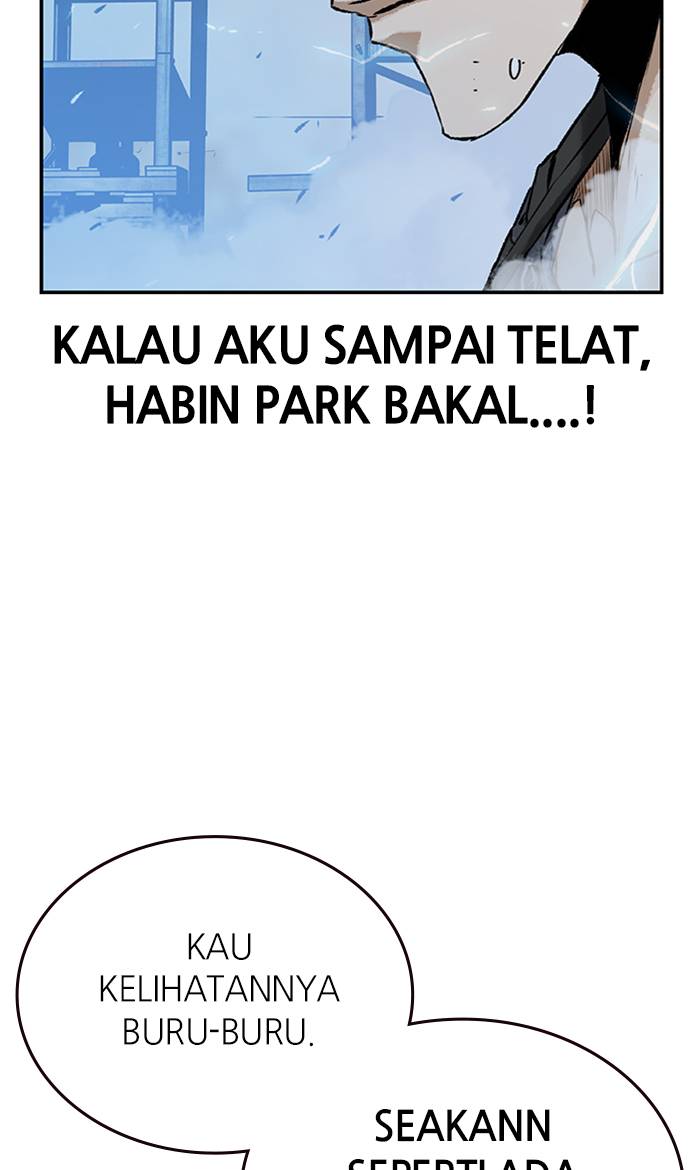 KALAU AKU SAMPAI TELAT,
HABIN PARK BAKAL....!
KAU
KELIHATANNYA
BURU-BURU.
SEAKANN